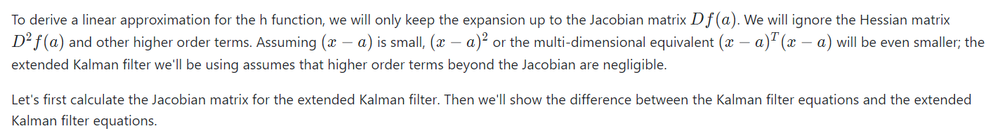 To derive a linear approximation for the h function, we will only keep the expansion up to the Jacobian matrix Df(a). We will ignore the Hessian matrix
D²f(a) and other higher order terms. Assuming (x − a) is small, (x − a)² or the multi-dimensional equivalent (x − a)ᵀ(x − a) will be even smaller; the
extended Kalman filter we'll be using assumes that higher order terms beyond the Jacobian are negligible.
Let's first calculate the Jacobian matrix for the extended Kalman filter. Then we'll show the difference between the Kalman filter equations and the extended
Kalman filter equations.